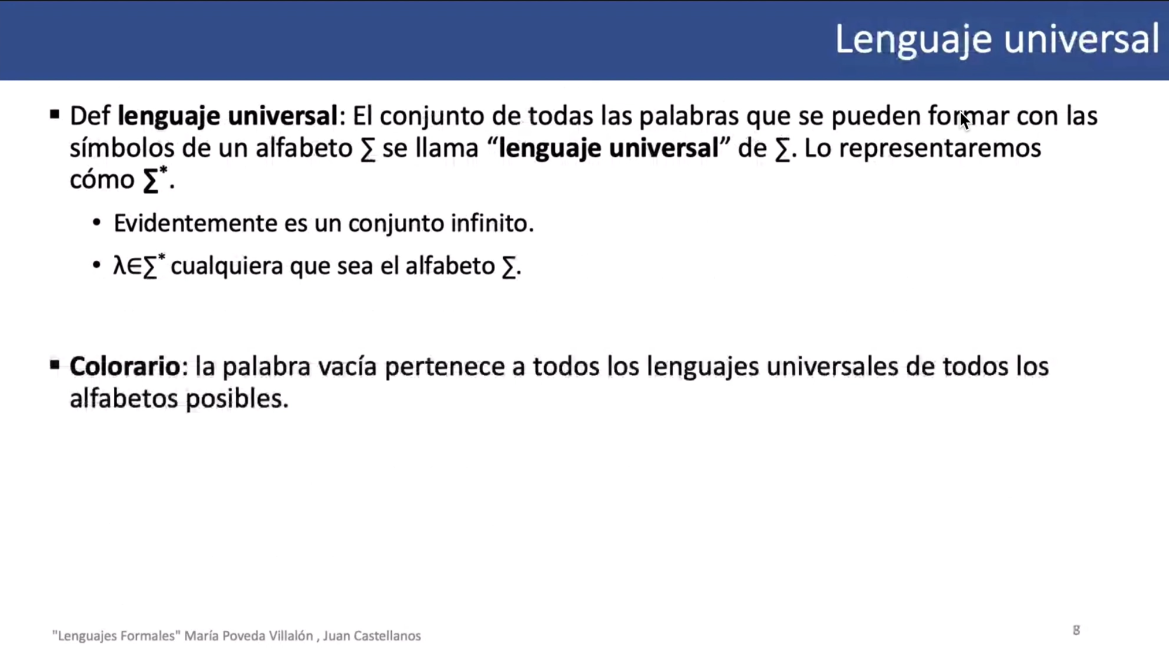 Lenguaje universal
▪ Def lenguaje universal: El conjunto de todas las palabras que se pueden formar con las
símbolos de un alfabeto ∑ se llama “lenguaje universal” de ∑. Lo representaremos
cómo ∑*.
• Evidentemente es un conjunto infinito.
• λ∈∑* cualquiera que sea el alfabeto ∑.
▪ Colorario: la palabra vacía pertenece a todos los lenguajes universales de todos los
alfabetos posibles.
"Lenguajes Formales" María Poveda Villalón , Juan Castellanos
8